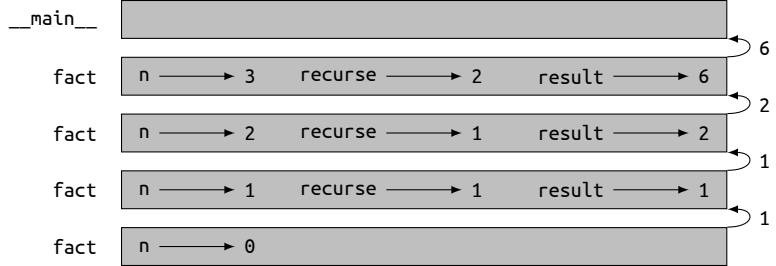 __main__
6
fact n 3 recurse 2 result 6
2
fact n 2 recurse 1 result 2
1
fact n 1 recurse 1 result 1
1
fact n 0